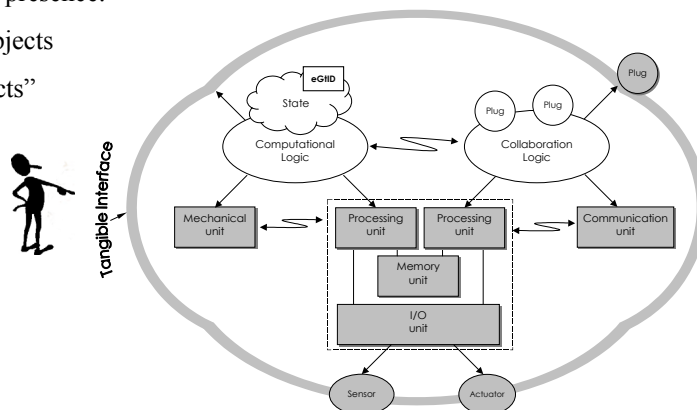 presence.
bjects
cts”
eGtID
State
Computational
Logic
Plug
Plug
Plug
Collaboration
Logic
Tangible Interface
Mechanical
unit
Processing
unit
Processing
unit
Communication
unit
Memory
unit
I/O
unit
Sensor
Actuator